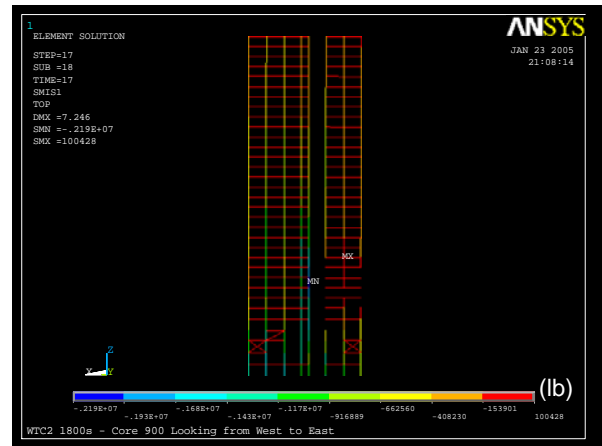 1
ELEMENT SOLUTION
STEP=17
SUB =18
TIME=17
SMIS1
TOP
DMX =7.246
SMN =-.219E+07
SMX =100428
ANSYS
JAN 23 2005
21:08:14
MX
MN
Z
X Y
(lb)
-.219E+07 -.193E+07 -.168E+07 -.143E+07 -.117E+07 -916889 -662560 -408230 -153901 100428
WTC2 1800s - Core 900 Looking from West to East